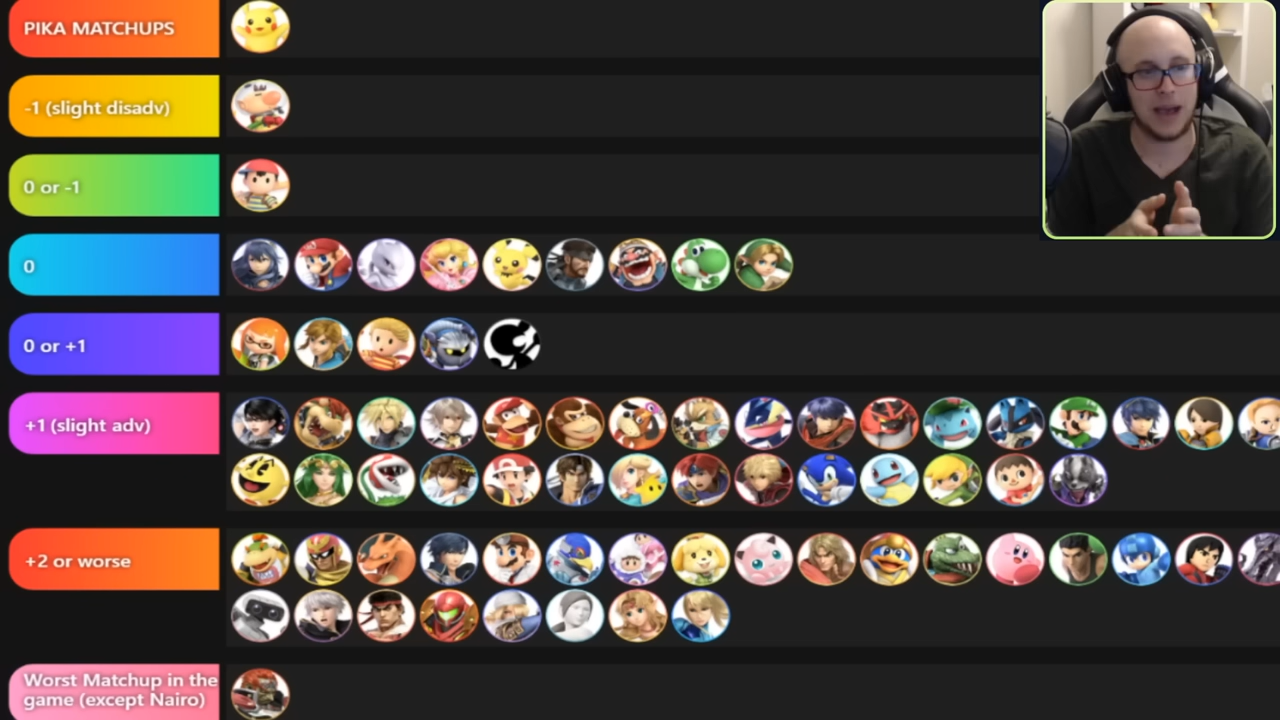 PIKA MATCHUPS
-1 (slight disadv)
0 or -1
0
0 or +1
+1 (slight adv)
+2 or worse
Worst Matchup in the
game (except Nairo)